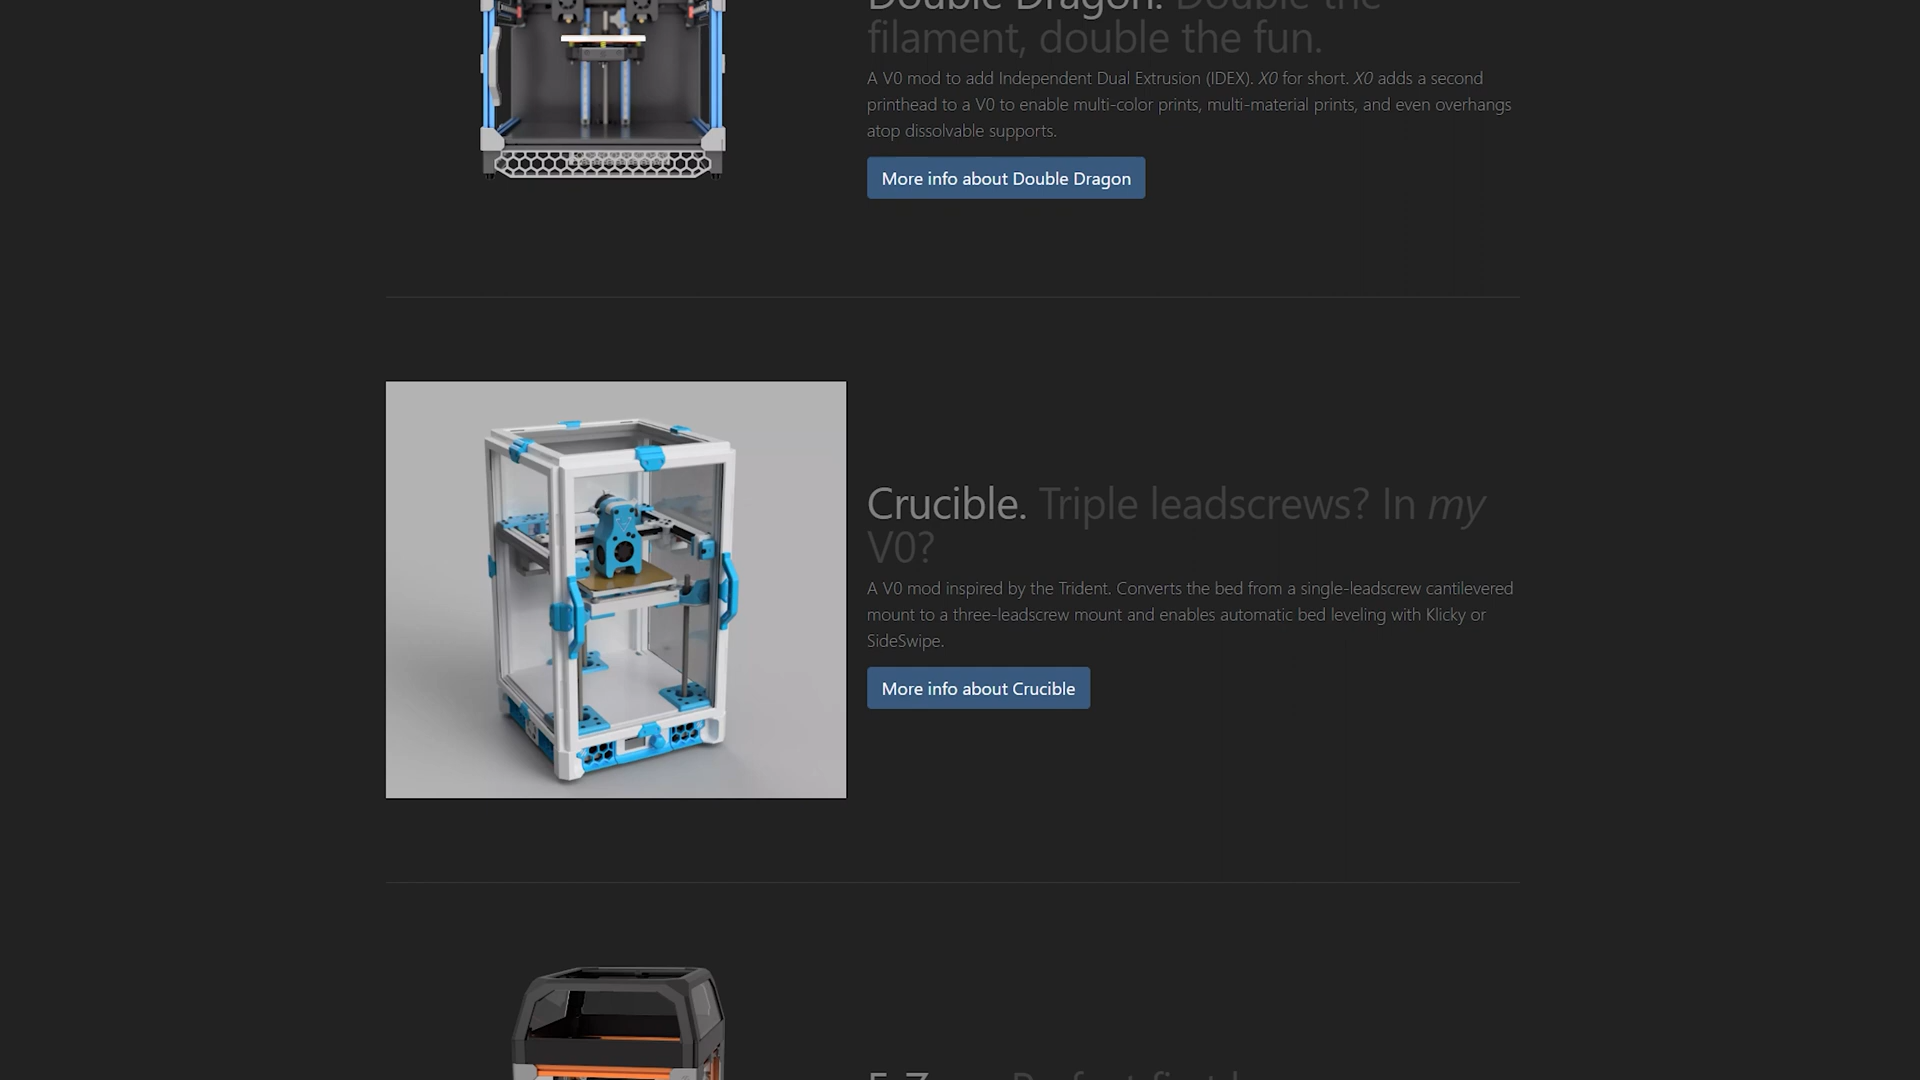 Double Dragon. Double the
filament, double the fun.
A V0 mod to add Independent Dual Extrusion (IDEX). X0 for short. X0 adds a second
printhead to a V0 to enable multi-color prints, multi-material prints, and even overhangs
atop dissolvable supports.
More info about Double Dragon
Crucible. Triple leadscrews? In my
V0?
A V0 mod inspired by the Trident. Converts the bed from a single-leadscrew cantilevered
mount to a three-leadscrew mount and enables automatic bed leveling with Klicky or
SideSwipe.
More info about Crucible